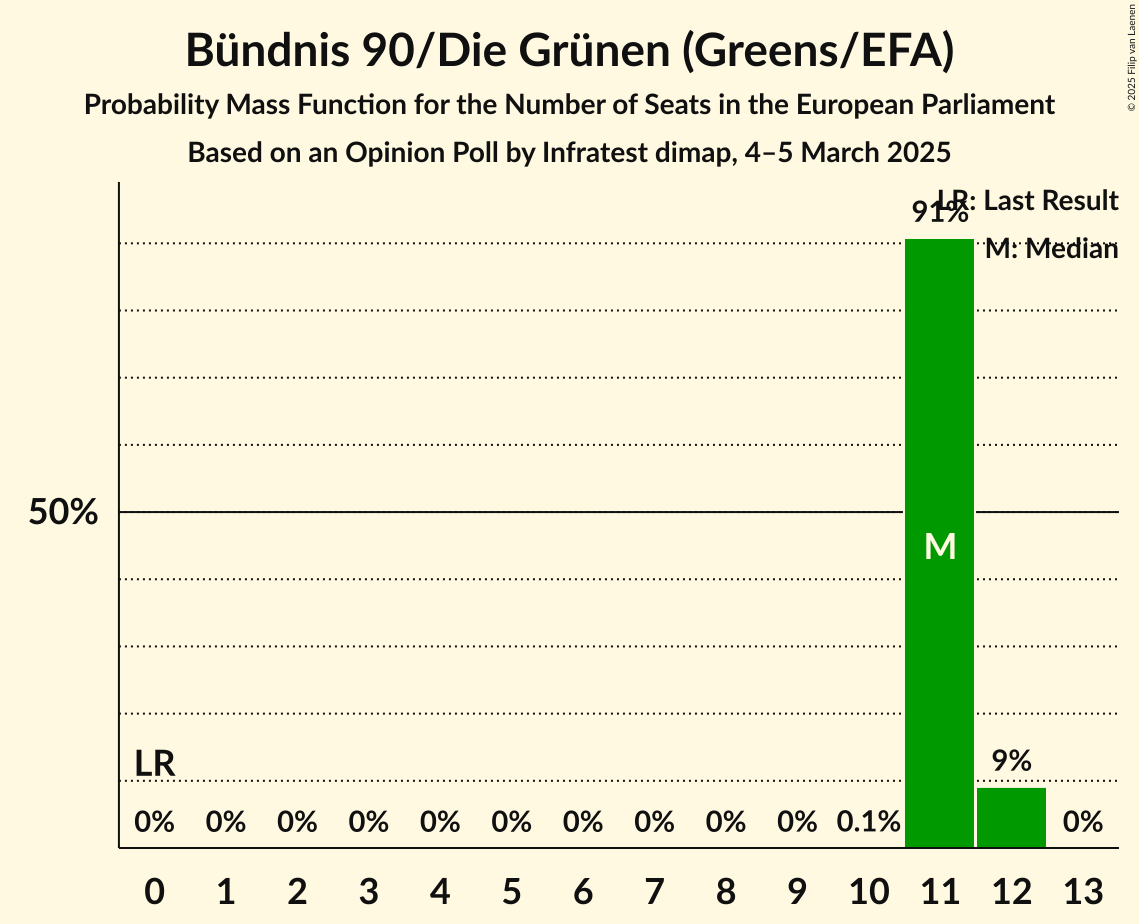 Bündnis 90/Die Grünen (Greens/EFA)
Probability Mass Function for the Number of Seats in the European Parliament
Based on an Opinion Poll by Infratest dimap, 4–5 March 2025
© 2025 Filip van Laenen
LR: Last Result
91%
M: Median
50%
M
LR
9%
0% 0% 0% 0% 0% 0% 0% 0% 0% 0% 0.1% 0%
0 1 2 3 4 5 6 7 8 9 10 11 12 13